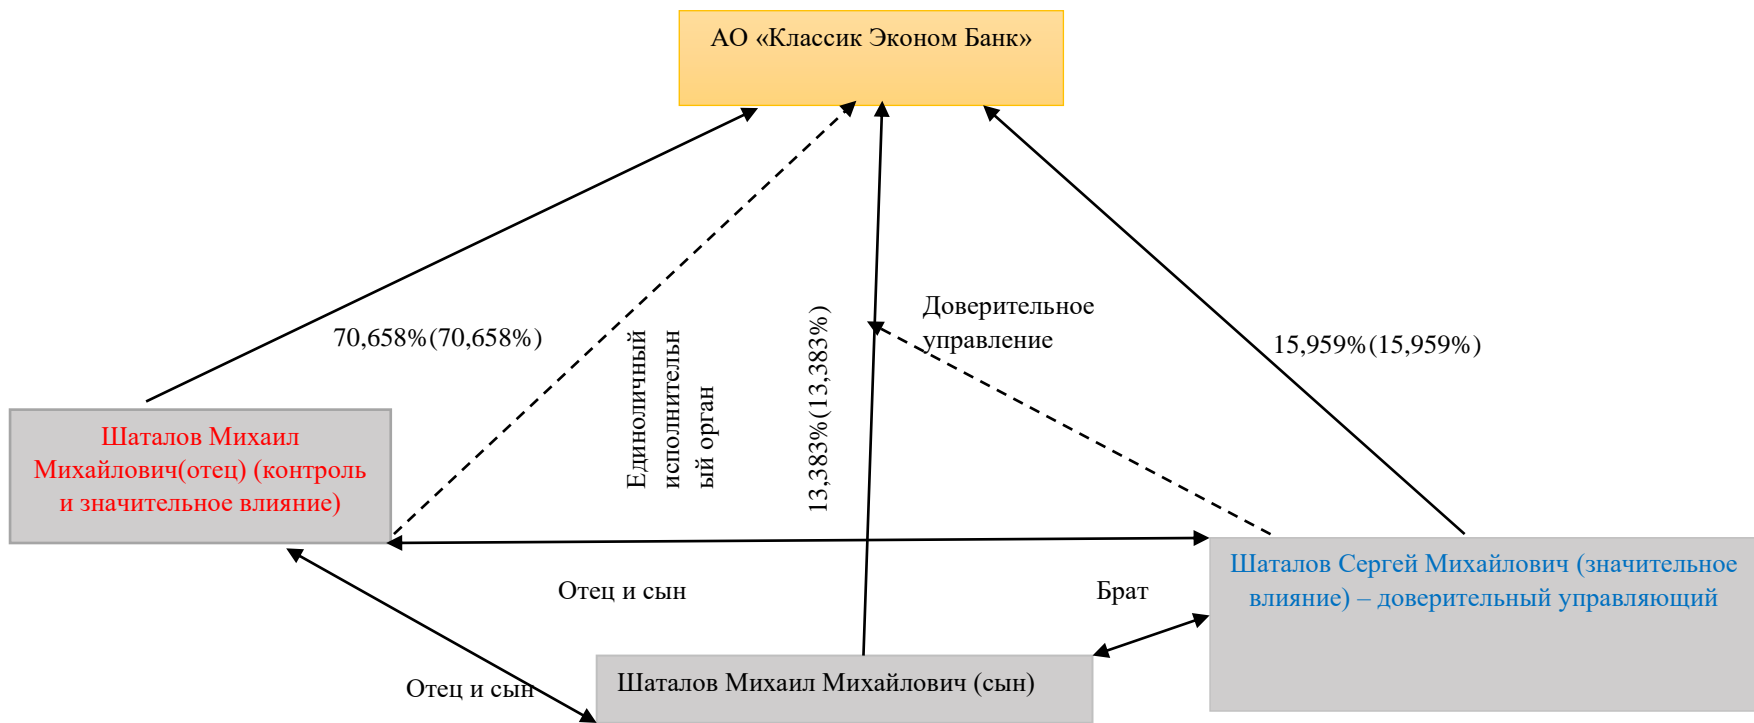 АО «Классик Эконом Банк»
Доверительное
управление
70,658%(70,658%)
Единоличный
исполнительн
ый орган
13,383%(13,383%)
15,959%(15,959%)
Шаталов Михаил
Михайлович(отец) (контроль
и значительное влияние)
Шаталов Сергей Михайлович (значительное
влияние) – доверительный управляющий
Отец и сын
Брат
Шаталов Михаил Михайлович (сын)
Отец и сын